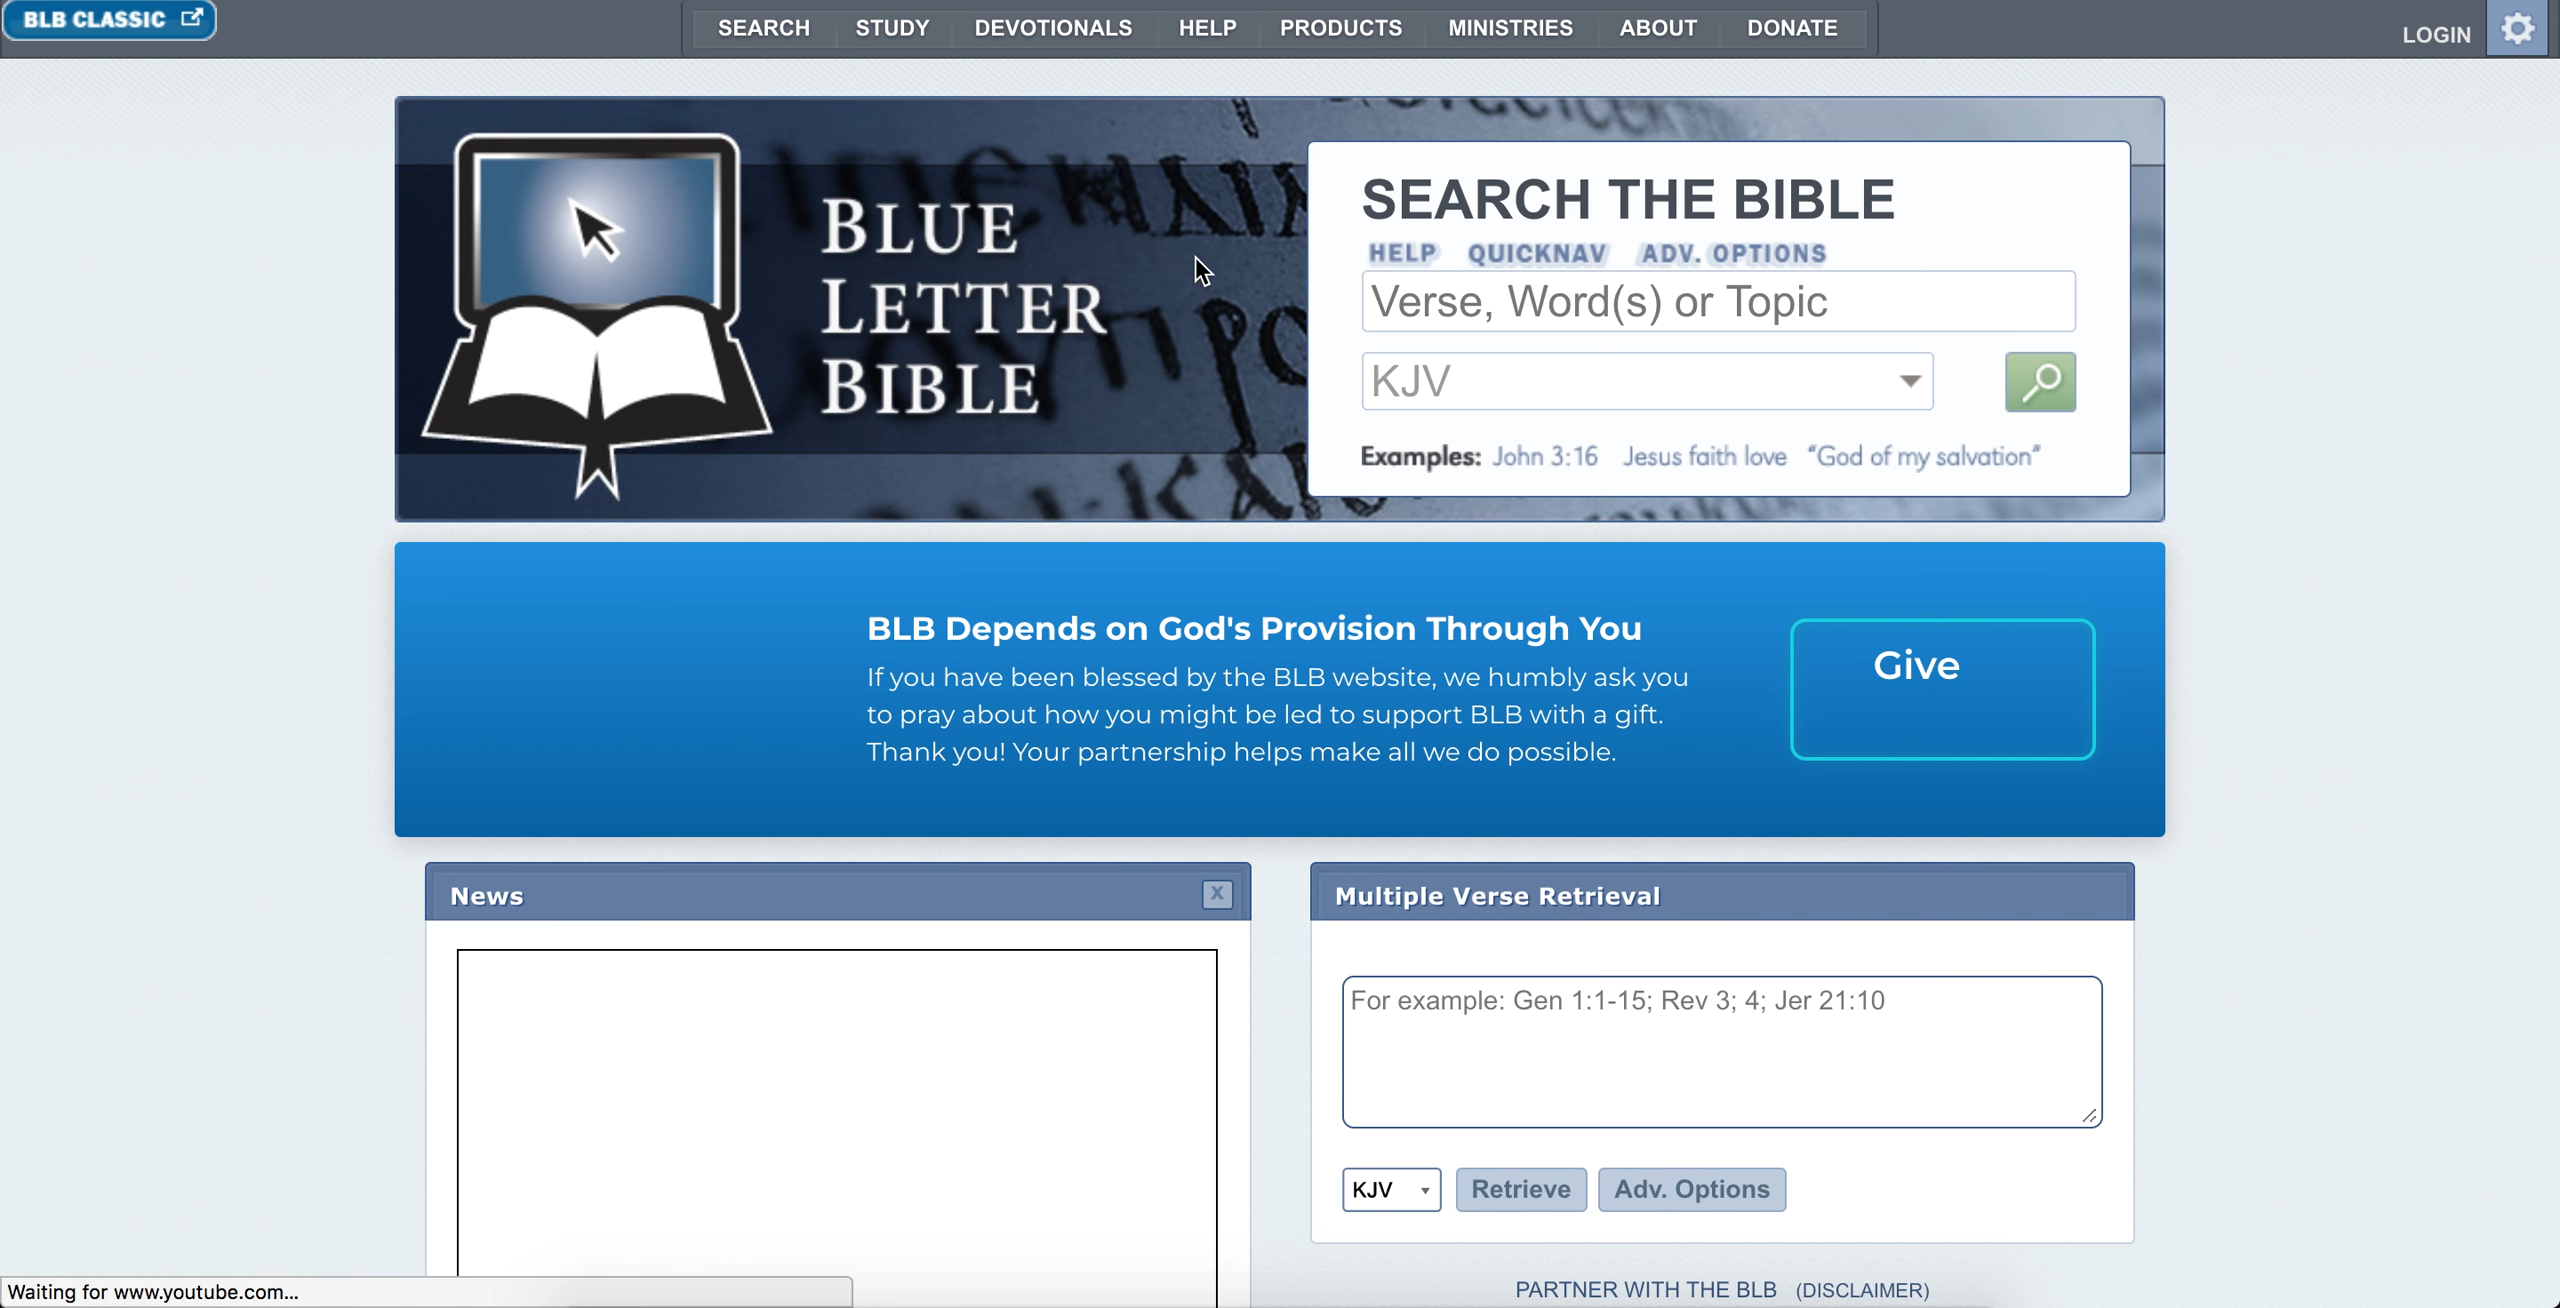 BLB CLASSIC
SEARCH STUDY DEVOTIONALS HELP PRODUCTS MINISTRIES ABOUT DONATE
LOGIN
BLUE
LETTER
BIBLE
SEARCH THE BIBLE
HELP QUICKNAV ADV. OPTIONS
Verse, Word(s) or Topic
KJV
Examples: John 3:16 Jesus faith love “God of my salvation”
BLB Depends on God's Provision Through You
If you have been blessed by the BLB website, we humbly ask you
to pray about how you might be led to support BLB with a gift.
Thank you! Your partnership helps make all we do possible.
Give
News
X
Multiple Verse Retrieval
For example: Gen 1:1-15; Rev 3; 4; Jer 21:10
KJV Retrieve Adv. Options
PARTNER WITH THE BLB (DISCLAIMER)
Waiting for www.youtube.com...